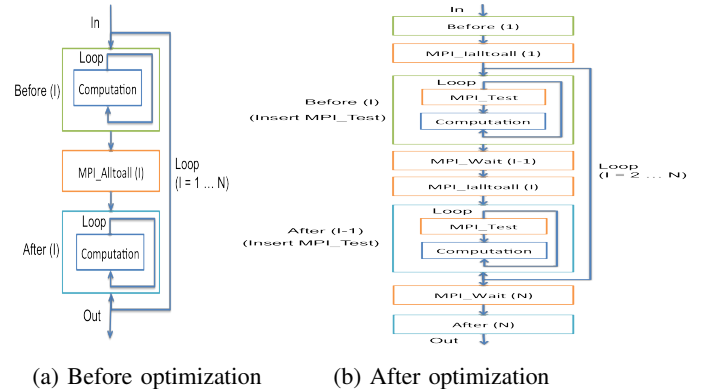 In
Loop
Computation
Before (I)
MPI_Alltoall (I)
Loop
(I = 1 ... N)
Loop
After (I)
Computation
Out
(a) Before optimization
In
Before (1)
MPI_Ialltoall (1)
Loop
MPI_Test
Before (I)
(Insert MPI_Test)
Computation
MPI_Wait (I-1)
Loop
(I = 2 ... N)
MPI_Ialltoall (I)
Loop
MPI_Test
After (I-1)
(Insert MPI_Test)
Computation
MPI_Wait (N)
After (N)
Out
(b) After optimization